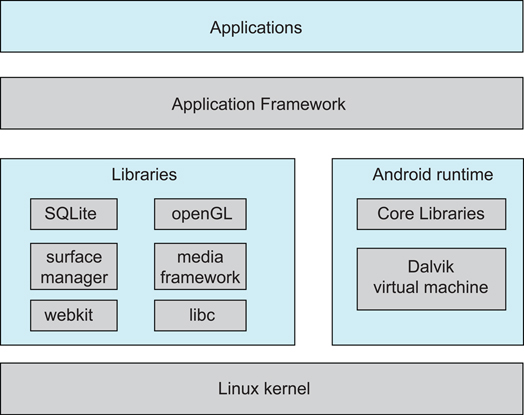 Applications
Application Framework
Libraries
SQLite
openGL
surface
manager
media
framework
webkit
libc
Android runtime
Core Libraries
Dalvik
virtual machine
Linux kernel